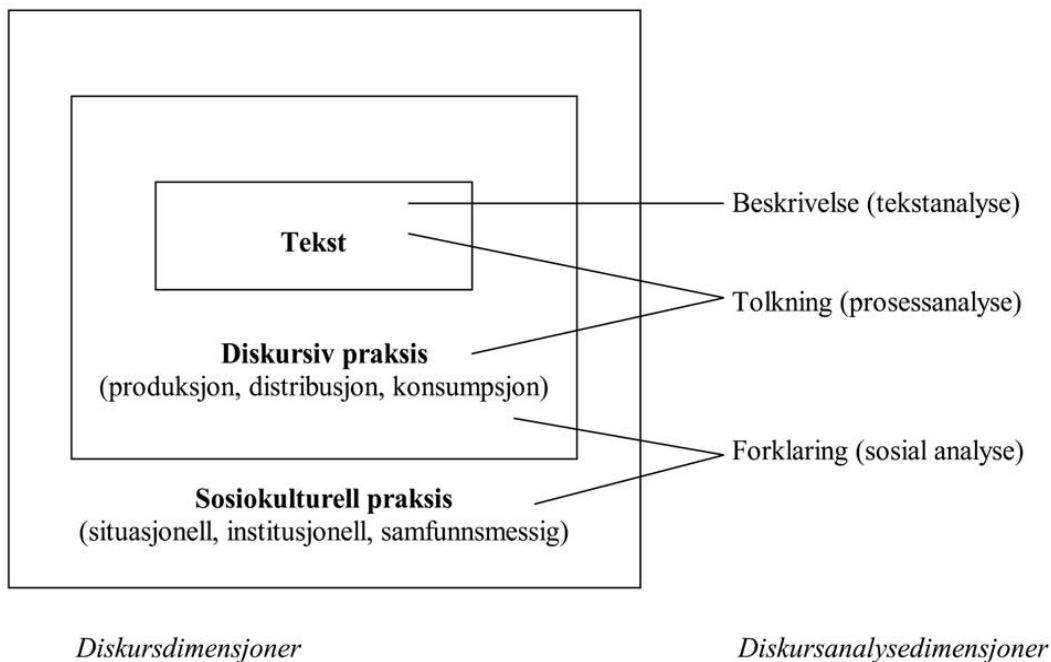 Beskrivelse (tekstanalyse)
Tekst
Tolkning (prosessanalyse)
Diskursiv praksis
(produksjon, distribusjon, konsumpsjon)
Forklaring (sosial analyse)
Sosiokulturell praksis
(situasjonell, institusjonell, samfunnsmessig)
Diskursdimensjoner
Diskursanalysedimensjoner